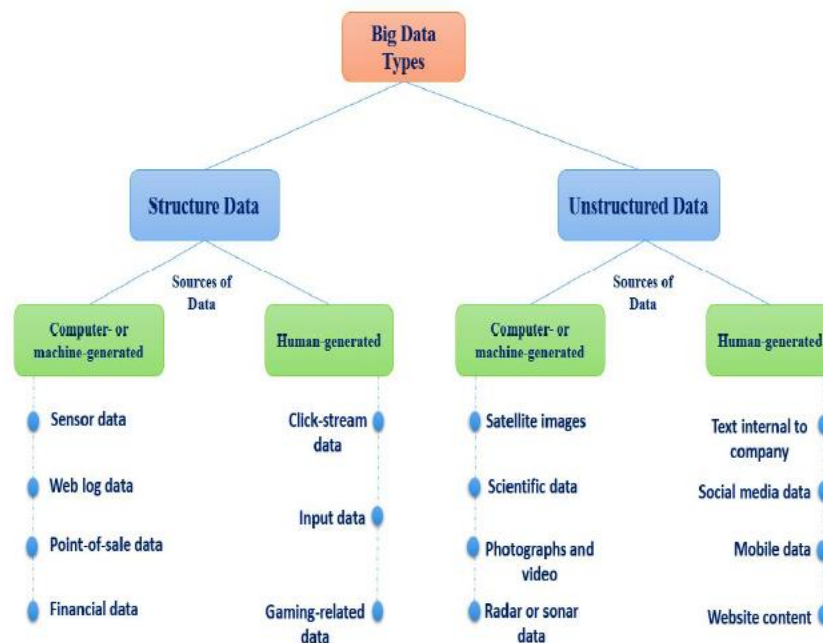 Big Data
Types
Structure Data
Unstructured Data
Sources of
Data
Sources of
Data
Computer- or
machine-generated
Human-generated
Computer- or
machine-generated
Human-generated
Sensor data
Web log data
Point-of-sale data
Financial data
Click-stream
data
Input data
Gaming-related
data
Satellite images
Scientific data
Photographs and
video
Radar or sonar
data
Text internal to
company
Social media data
Mobile data
Website content